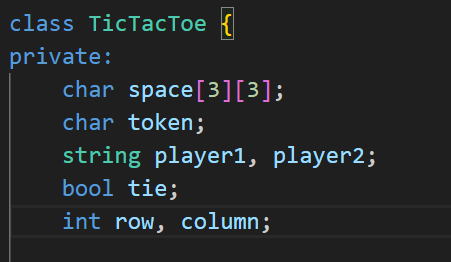 class TicTacToe {
private:
    char space[3][3];
    char token;
    string player1, player2;
    bool tie;
    int row, column;